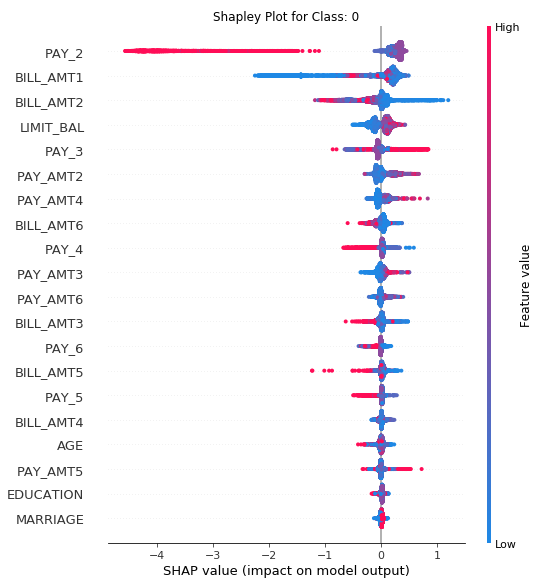 Shapley Plot for Class: 0
High
PAY_2
BILL_AMT1
BILL_AMT2
LIMIT_BAL
PAY_3
PAY_AMT2
PAY_AMT4
BILL_AMT6
PAY_4
PAY_AMT3
PAY_AMT6
BILL_AMT3
PAY_6
BILL_AMT5
PAY_5
BILL_AMT4
AGE
PAY_AMT5
EDUCATION
MARRIAGE
Feature value
Low
−4 −3 −2 −1 0 1
SHAP value (impact on model output)